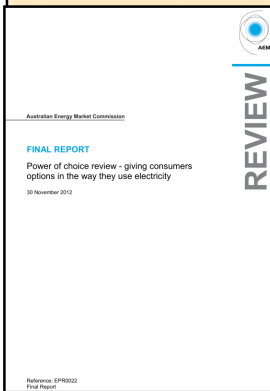 AEM
REVIEW
Australian Energy Market Commission
FINAL REPORT
Power of choice review - giving consumers
options in the way they use electricity
30 November 2012
Reference: EPR0022
Final Report